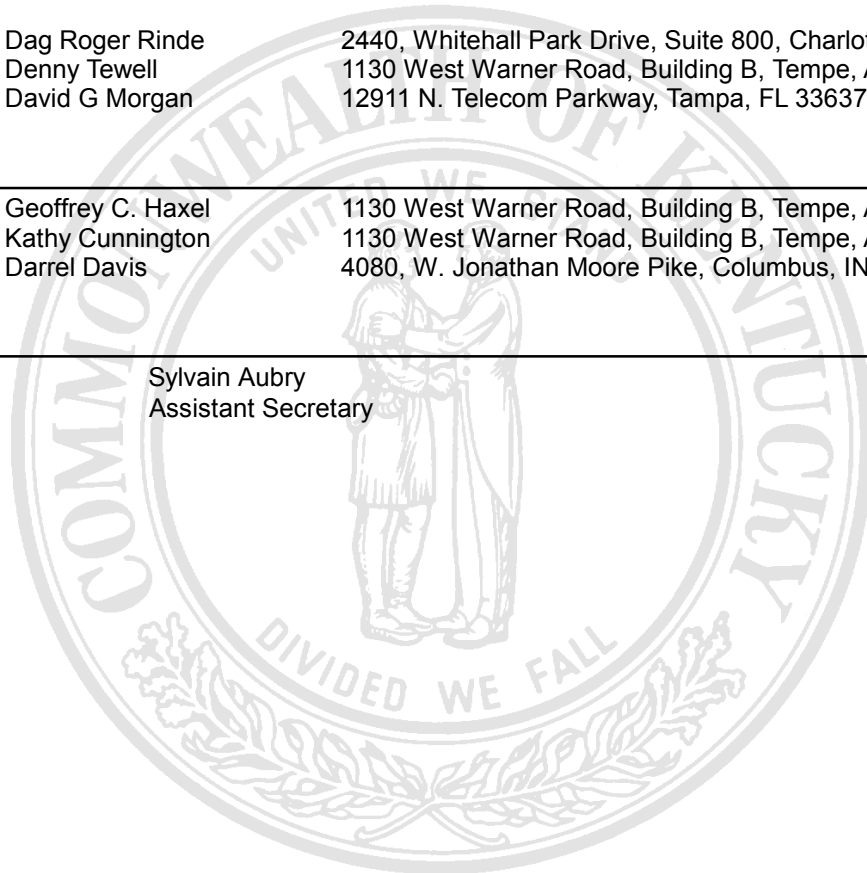 Dag Roger Rinde 2440, Whitehall Park Drive, Suite 800,
Denny Tewell 1130 West Warner Road, Building B, Tempe,
David G Morgan 12911 N. Telecom Parkway, Tampa, FL 33637
Geoffrey C. Haxel 1130 West Warner Road, Building B, Tempe,
Kathy Cunnington 1130 West Warner Road, Building B, Tempe,
Darrel Davis 4080, W. Jonathan Moore Pike, Columbus, IN
Sylvain Aubry
Assistant Secretary
COMMONWEALTH OF KENTUCKY
UNITED WE STAND
DIVIDED WE FALL